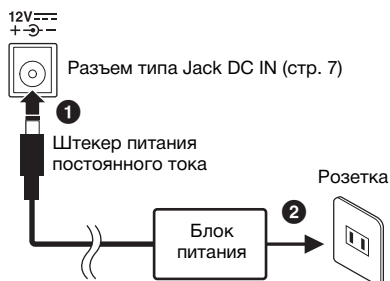 12V
+ -
Разъем типа Jack DC IN (стр. 7)
1
Штекер питания
постоянного тока
Розетка
2
Блок
питания